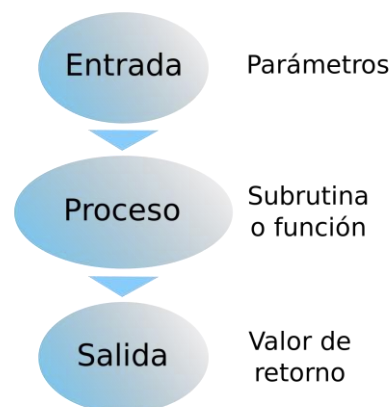 Entrada
Parámetros
Proceso
Subrutina
o función
Salida
Valor de
retorno